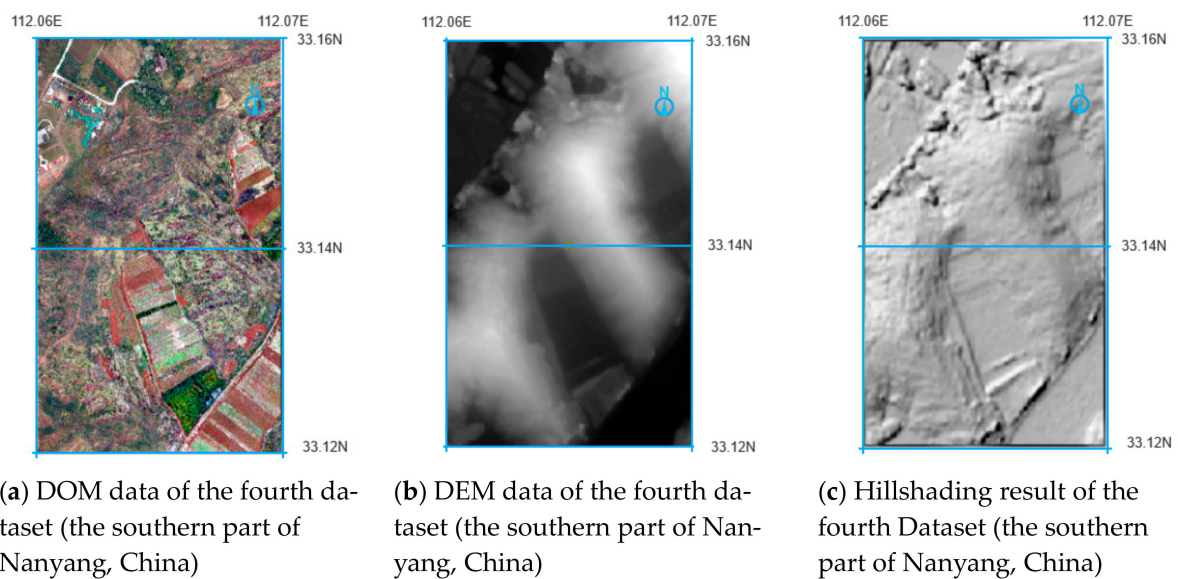 112.06E 112.07E 112.06E 112.07E 112.06E 112.07E
33.16N 33.16N 33.16N
N N N
33.14N 33.14N 33.14N
33.12N 33.12N 33.12N
(a) DOM data of the fourth da-
taset (the southern part of
Nanyang, China)
(b) DEM data of the fourth da-
taset (the southern part of Nan-
yang, China)
(c) Hillshading result of the
fourth Dataset (the southern
part of Nanyang, China)